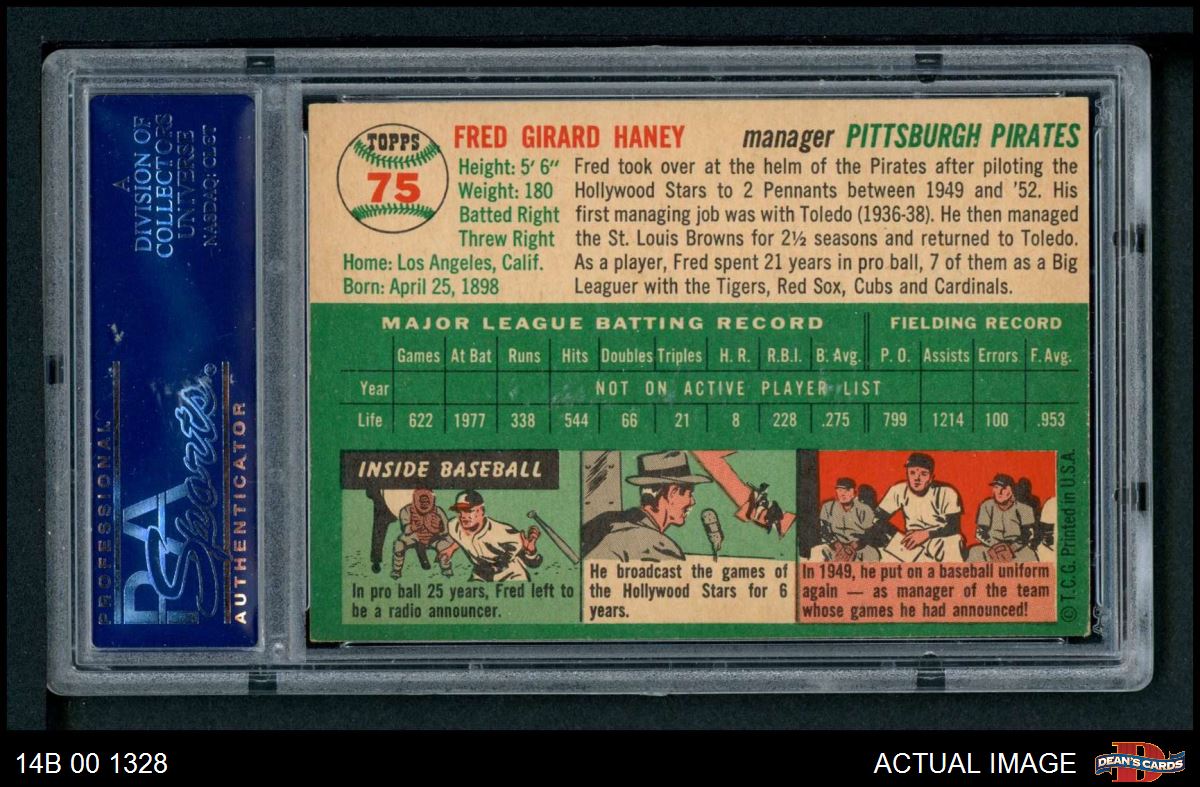 A
DIVISION OF
COLLECTORS
UNIVERSE
NASDAQ: CLCT
PROFESSIONAL
PSA
Sports
AUTHENTICATOR
TOPPS
75
FRED GIRARD HANEY manager PITTSBURGH PIRATES
Height: 5' 6"
Weight: 180
Batted Right
Threw Right
Home: Los Angeles, Calif.
Born: April 25, 1898
Fred took over at the helm of the Pirates after piloting the
Hollywood Stars to 2 Pennants between 1949 and '52. His
first managing job was with Toledo (1936-38). He then managed
the St. Louis Browns for 2½ seasons and returned to Toledo.
As a player, Fred spent 21 years in pro ball, 7 of them as a Big
Leaguer with the Tigers, Red Sox, Cubs and Cardinals.
MAJOR LEAGUE BATTING RECORD FIELDING RECORD
Games At Bat Runs Hits Doubles Triples H. R. R.B.I. B. Avg. P. O. Assists Errors F. Avg.
Year NOT ON ACTIVE PLAYER LIST
Life 622 1977 338 544 66 21 8 228 .275 799 1214 100 .953
INSIDE BASEBALL
In pro ball 25 years, Fred left to
be a radio announcer.
He broadcast the games of
the Hollywood Stars for 6
years.
In 1949, he put on a baseball uniform
again — as manager of the team
whose games he had announced!
© T.C.G. Printed in U.S.A.
14B 00 1328
ACTUAL IMAGE
DEAN'S CARDS